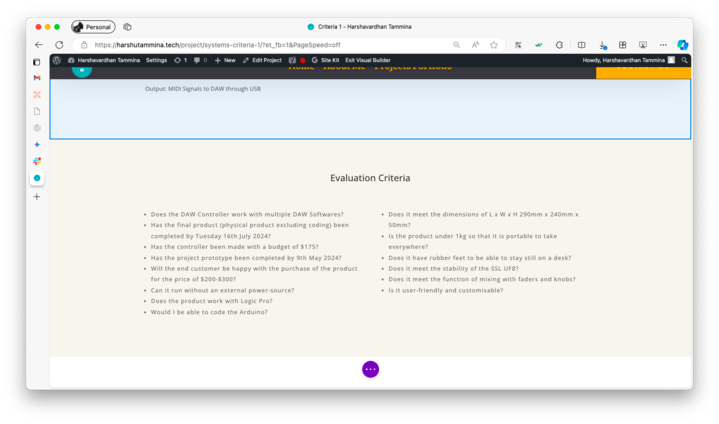 Personal
Criteria 1 - Harshavardhan Tammina
https://harshutammina.tech/project/systems-criteria-1/?et_fb=1&PageSpeed=off
Harshavardhan Tammina Settings 1 0 + New Edit Project Site Kit Exit Visual Builder Howdy, Harshavardhan Tammina
Output: MIDI Signals to DAW through USB
Evaluation Criteria
• Does the DAW Controller work with multiple DAW Softwares?
• Has the final product (physical product excluding coding) been
completed by Tuesday 16th July 2024?
• Has the controller been made with a budget of $175?
• Has the project prototype been completed by 9th May 2024?
• Will the end customer be happy with the purchase of the product
for the price of $200-$300?
• Can it run without an external power-source?
• Does the product work with Logic Pro?
• Would I be able to code the Arduino?
• Does it meet the dimensions of L x W x H 290mm x 240mm x
50mm?
• Is the product under 1kg so that it is portable to take
everywhere?
• Does it have rubber feet to be able to stay still on a desk?
• Does it meet the stability of the SSL UF8?
• Does it meet the function of mixing with faders and knobs?
• Is it user-friendly and customisable?